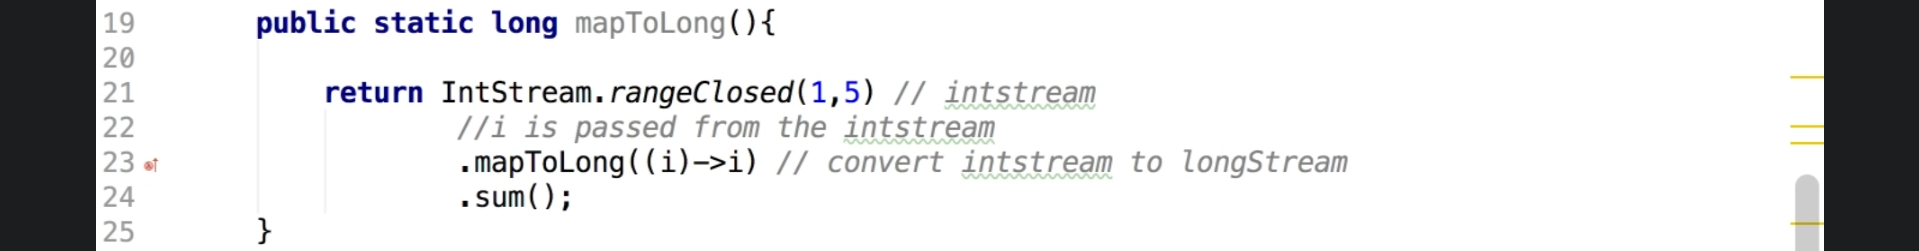 19 public static long mapToLong(){
20
21 return IntStream.rangeClosed(1,5) // intstream
22 //i is passed from the intstream
23 .mapToLong((i)->i) // convert intstream to longStream
24 .sum();
25 }